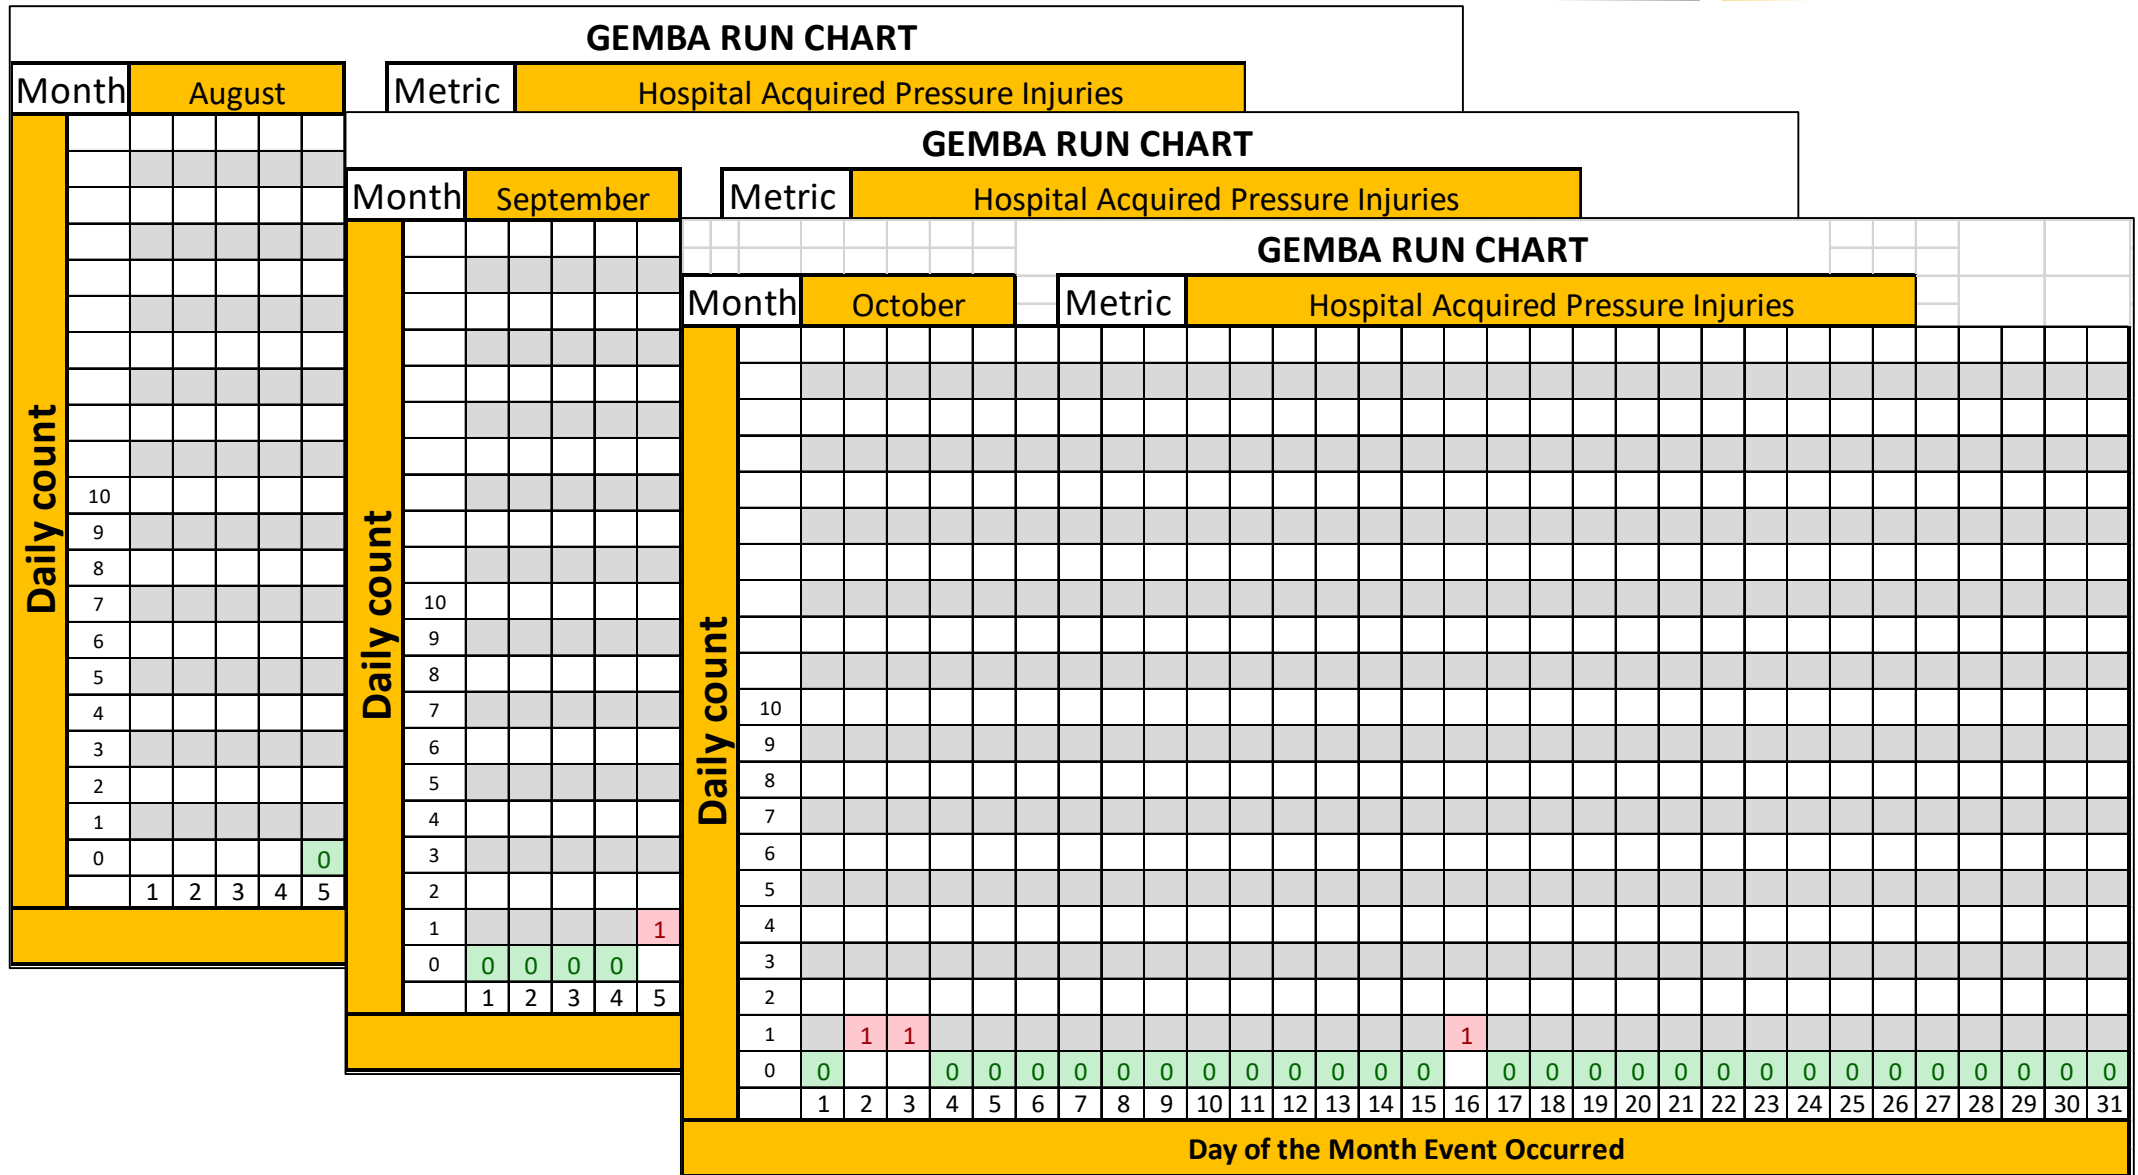 GEMBA RUN CHART
Month August Metric Hospital Acquired Pressure Injuries
Daily count
10
9
8
7
6
5
4
3
2
1
0 0
1 2 3 4 5
GEMBA RUN CHART
Month September Metric Hospital Acquired Pressure Injuries
Daily count
10
9
8
7
6
5
4
3
2
1 1
0 0 0 0 0
1 2 3 4 5
GEMBA RUN CHART
Month October Metric Hospital Acquired Pressure Injuries
Daily count
10
9
8
7
6
5
4
3
2
1 1 1 1
0 0 0 0 0 0 0 0 0 0 0 0 0 0 0 0 0 0 0 0 0 0 0 0 0 0 0 0 0
1 2 3 4 5 6 7 8 9 10 11 12 13 14 15 16 17 18 19 20 21 22 23 24 25 26 27 28 29 30 31
Day of the Month Event Occurred